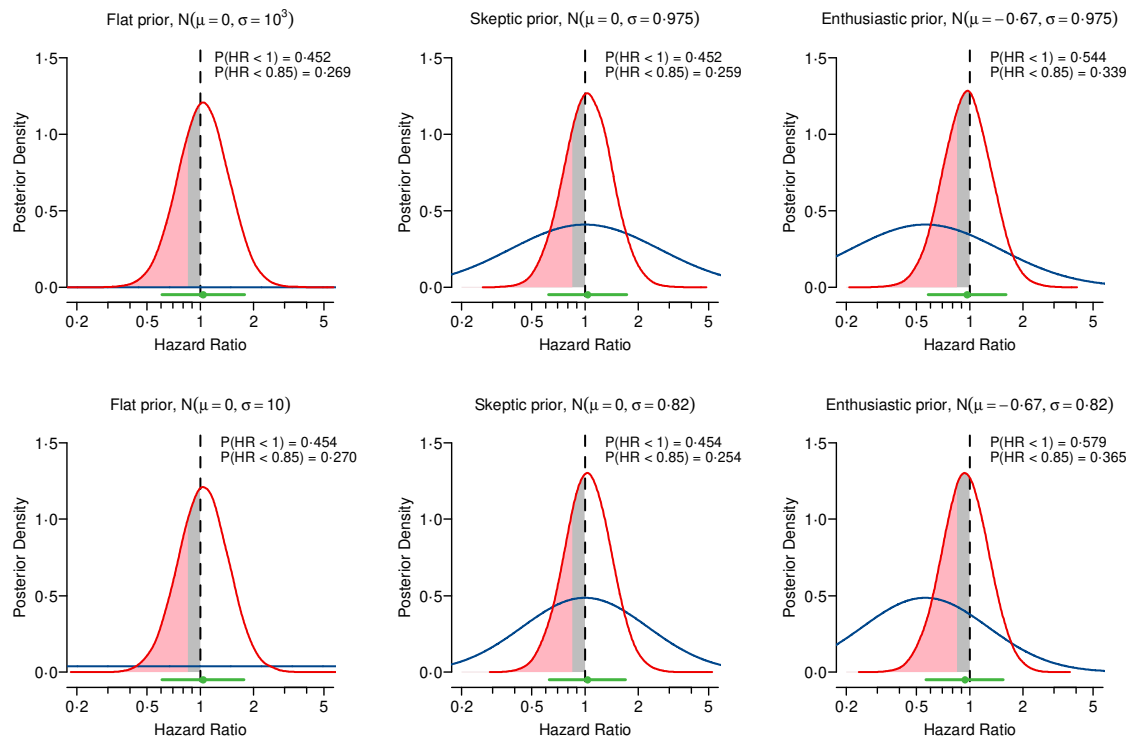 Flat prior, N(μ = 0, σ = 10³)
P(HR < 1) = 0·452
P(HR < 0.85) = 0·269
1·5
1·0
0·5
0·0
Posterior Density
0·2 0·5 1 2 5
Hazard Ratio
Skeptic prior, N(μ = 0, σ = 0·975)
P(HR < 1) = 0·452
P(HR < 0.85) = 0·259
1·5
1·0
0·5
0·0
Posterior Density
0·2 0·5 1 2 5
Hazard Ratio
Enthusiastic prior, N(μ = −0·67, σ = 0·975)
P(HR < 1) = 0·544
P(HR < 0.85) = 0·339
1·5
1·0
0·5
0·0
Posterior Density
0·2 0·5 1 2 5
Hazard Ratio
Flat prior, N(μ = 0, σ = 10)
P(HR < 1) = 0·454
P(HR < 0.85) = 0·270
1·5
1·0
0·5
0·0
Posterior Density
0·2 0·5 1 2 5
Hazard Ratio
Skeptic prior, N(μ = 0, σ = 0·82)
P(HR < 1) = 0·454
P(HR < 0.85) = 0·254
1·5
1·0
0·5
0·0
Posterior Density
0·2 0·5 1 2 5
Hazard Ratio
Enthusiastic prior, N(μ = −0·67, σ = 0·82)
P(HR < 1) = 0·579
P(HR < 0.85) = 0·365
1·5
1·0
0·5
0·0
Posterior Density
0·2 0·5 1 2 5
Hazard Ratio